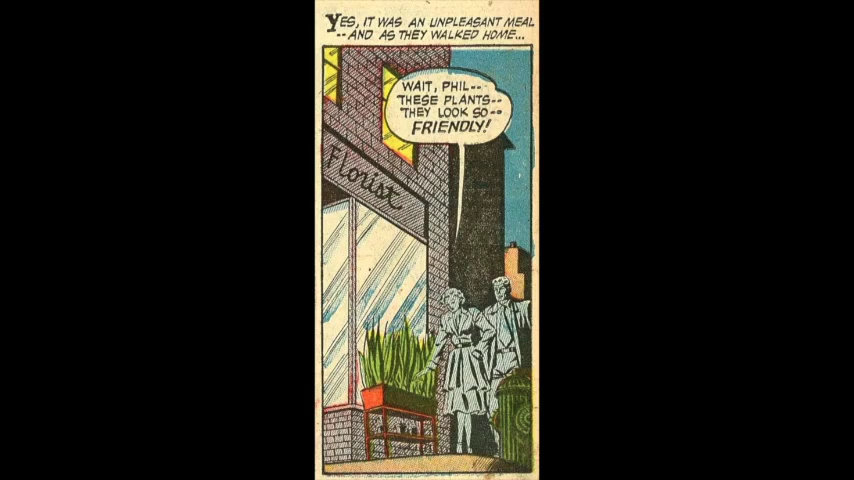 YES, IT WAS AN UNPLEASANT MEAL
-- AND AS THEY WALKED HOME...
WAIT, PHIL--
THESE PLANTS--
THEY LOOK SO--
FRIENDLY!
Florist